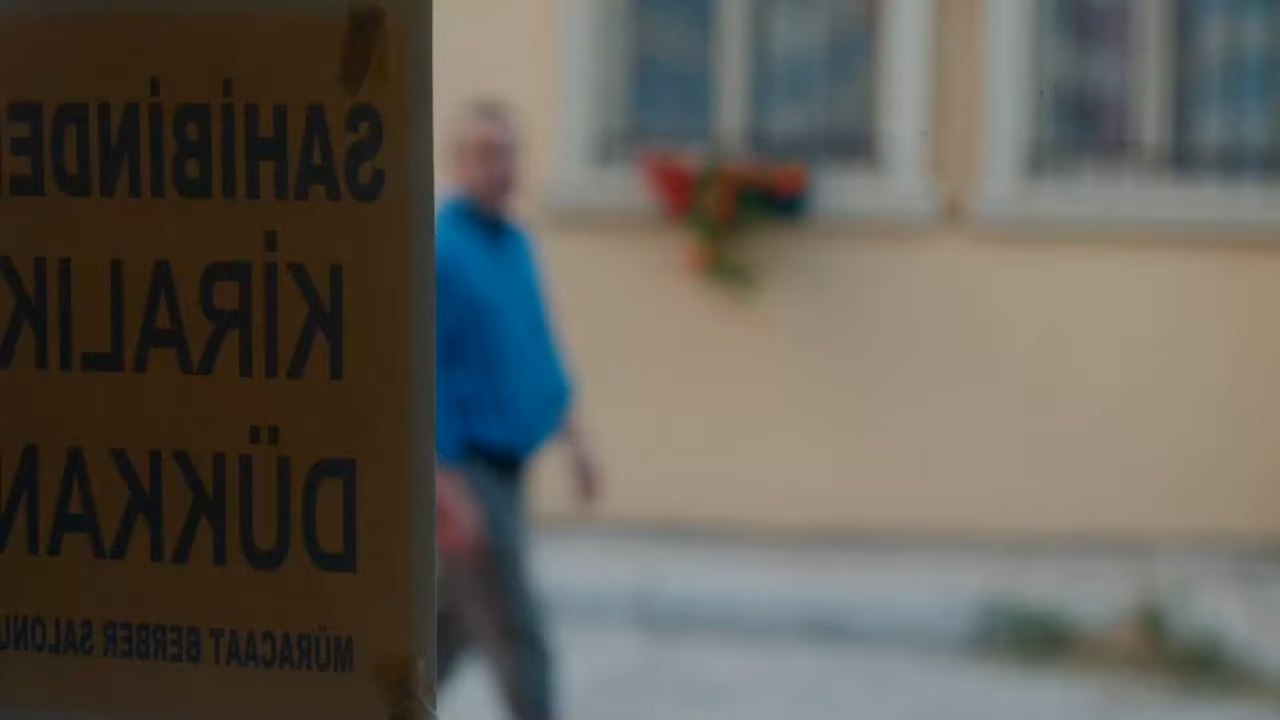 SAHİBİNDE
KİRALIK
DÜKKAN
MÜRACAAT BERBER SALONU